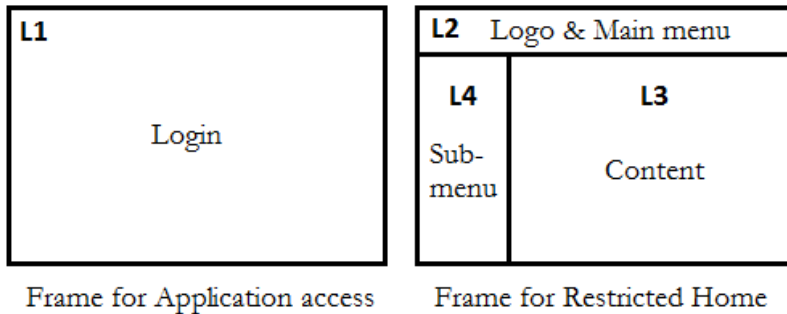 L1
Login
Frame for Application access
L2 Logo & Main menu
L4
Sub-
menu
L3
Content
Frame for Restricted Home